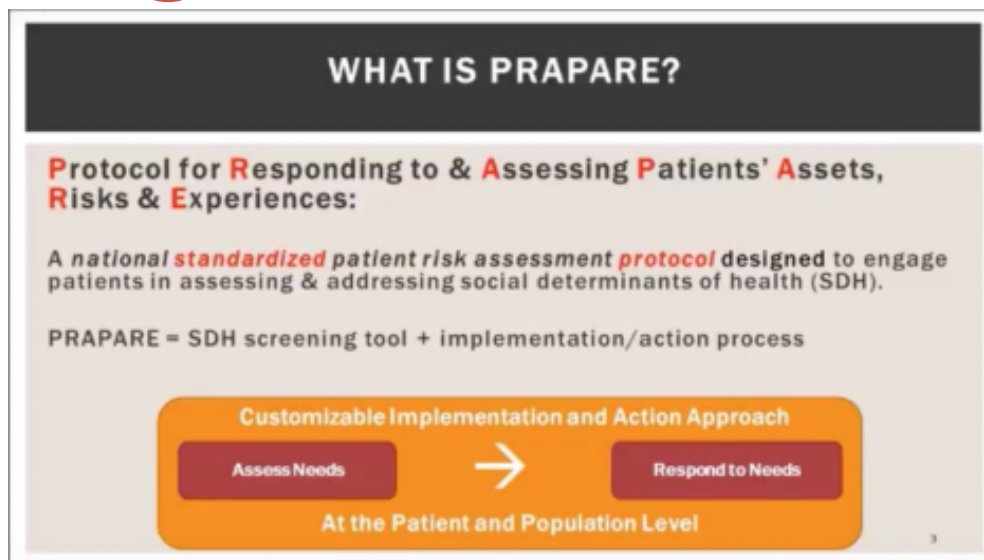 WHAT IS PRAPARE?
Protocol for Responding to & Assessing Patients' Assets,
Risks & Experiences:
A national standardized patient risk assessment protocol designed to engage
patients in assessing & addressing social determinants of health (SDH).
PRAPARE = SDH screening tool + implementation/action process
Customizable Implementation and Action Approach
Assess Needs → Respond to Needs
At the Patient and Population Level
3